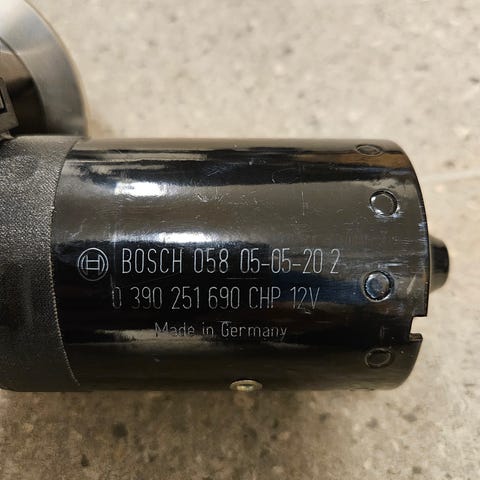 BOSCH 058 05-05-20 2
0 390 251 690 CHP 12V
Made in Germany